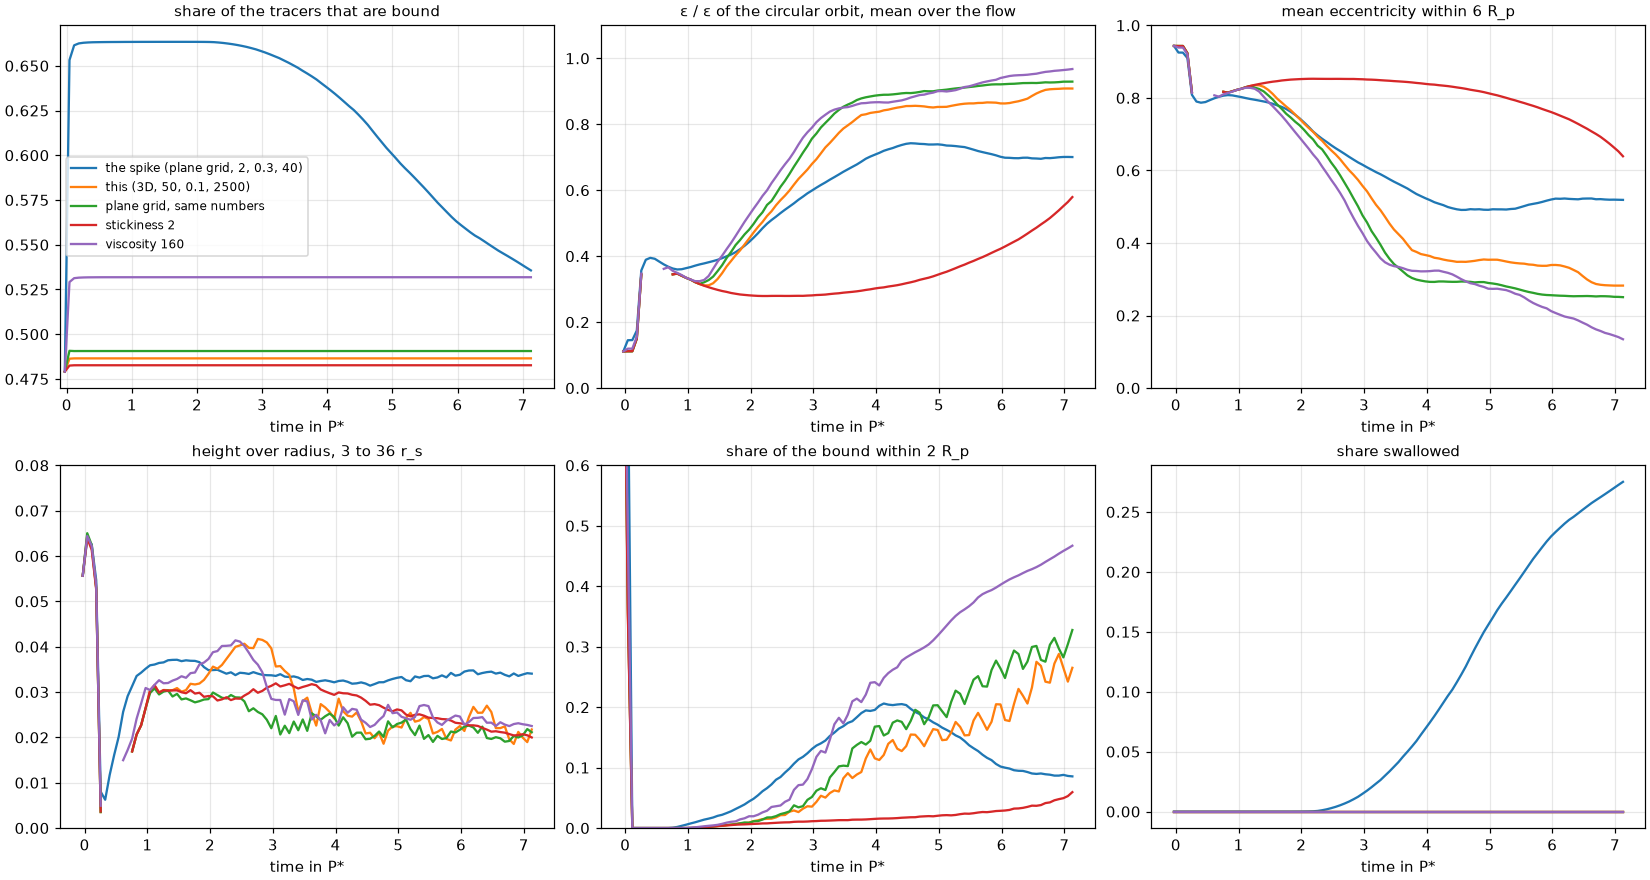 share of the tracers that are bound
0.650
0.625
0.600
0.575
0.550
0.525
0.500
0.475
the spike (plane grid, 2, 0.3, 40)
this (3D, 50, 0.1, 2500)
plane grid, same numbers
stickiness 2
viscosity 160
0 1 2 3 4 5 6 7
time in P*
ε / ε of the circular orbit, mean over the flow
1.0
0.8
0.6
0.4
0.2
0.0
0 1 2 3 4 5 6 7
time in P*
mean eccentricity within 6 R_p
1.0
0.8
0.6
0.4
0.2
0.0
0 1 2 3 4 5 6 7
time in P*
height over radius, 3 to 36 r_s
0.08
0.07
0.06
0.05
0.04
0.03
0.02
0.01
0.00
0 1 2 3 4 5 6 7
time in P*
share of the bound within 2 R_p
0.6
0.5
0.4
0.3
0.2
0.1
0.0
0 1 2 3 4 5 6 7
time in P*
share swallowed
0.25
0.20
0.15
0.10
0.05
0.00
0 1 2 3 4 5 6 7
time in P*